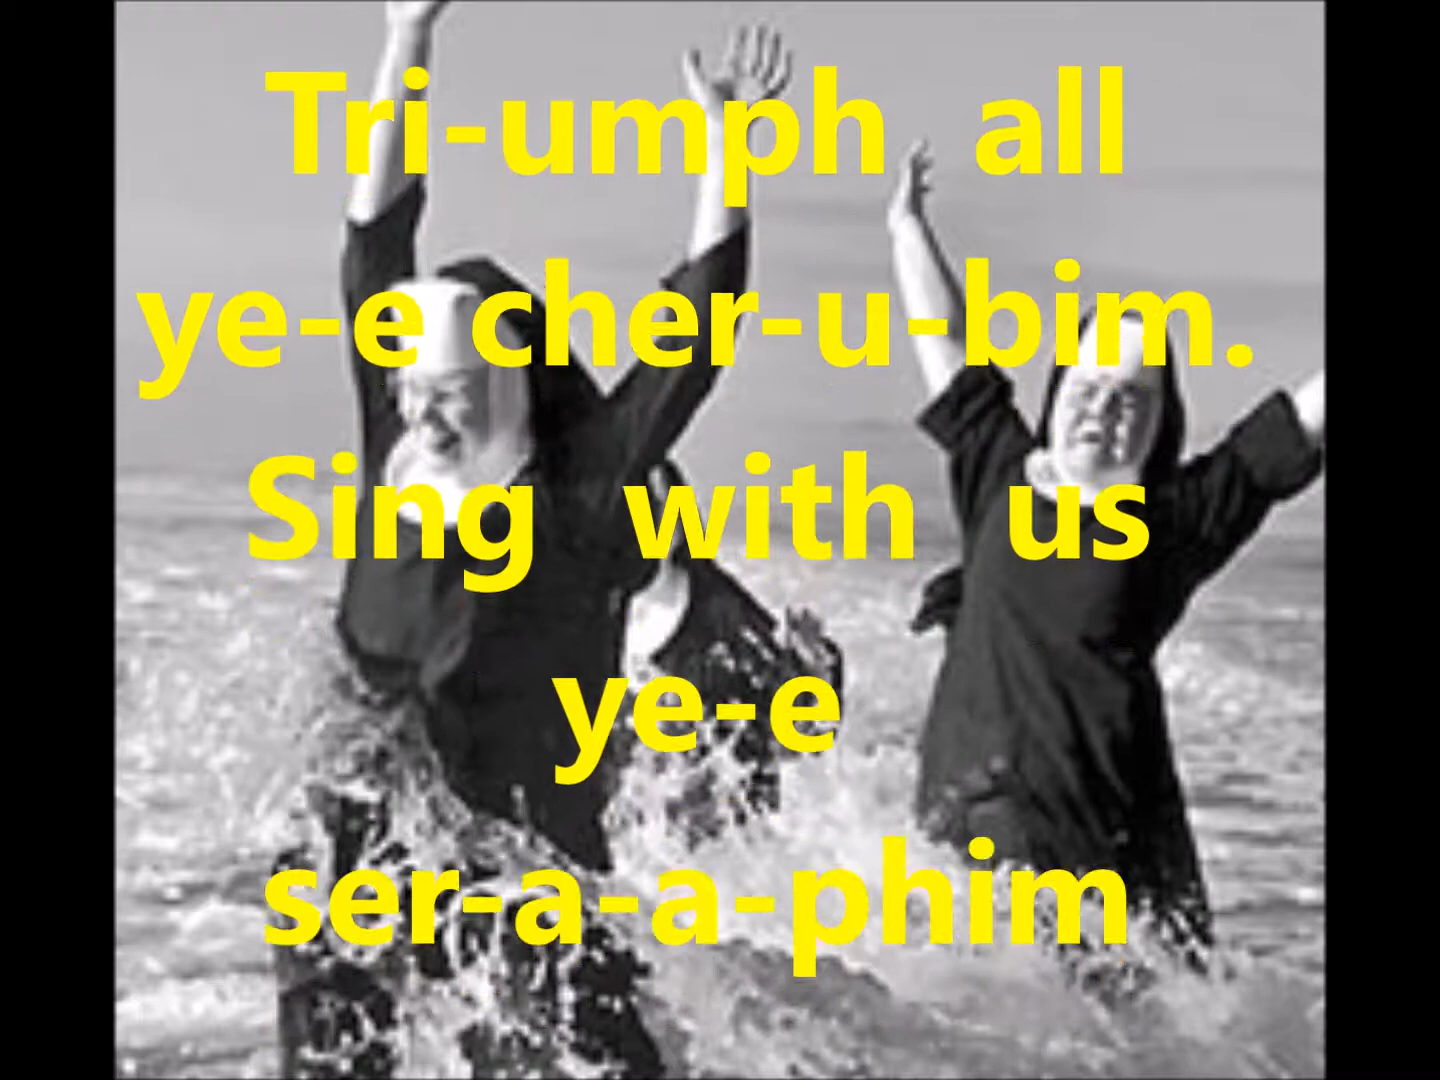 Tri-umph all
ye-e cher-u-bim.
Sing with us
ye-e
ser-a-a-phim